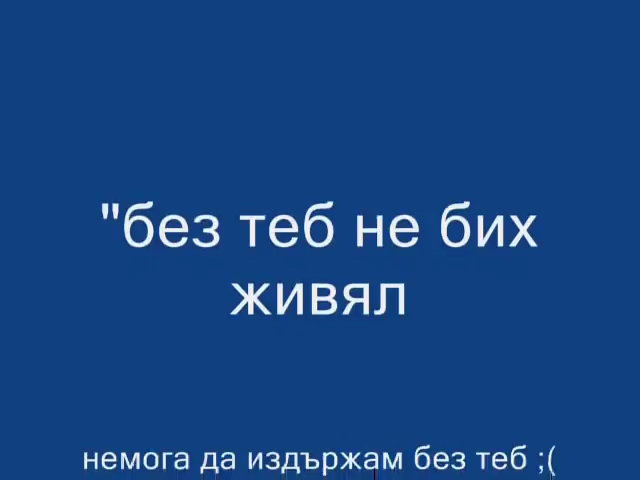 "без теб не бих
живял
немога да издържам без теб ;(